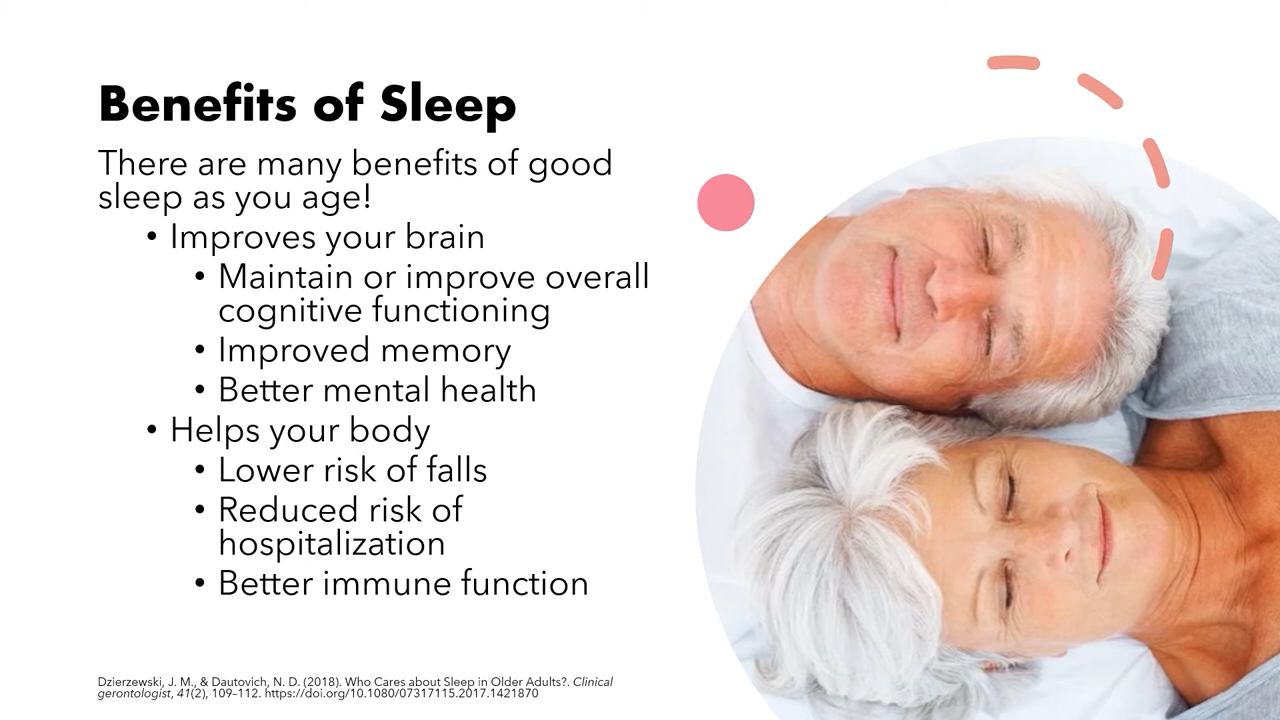 Benefits of Sleep
There are many benefits of good
sleep as you age!
• Improves your brain
• Maintain or improve overall
cognitive functioning
• Improved memory
• Better mental health
• Helps your body
• Lower risk of falls
• Reduced risk of
hospitalization
• Better immune function
Dzierzewski, J. M., & Dautovich, N. D. (2018). Who Cares about Sleep in Older Adults?. Clinical
gerontologist, 41(2), 109–112. https://doi.org/10.1080/07317115.2017.1421870